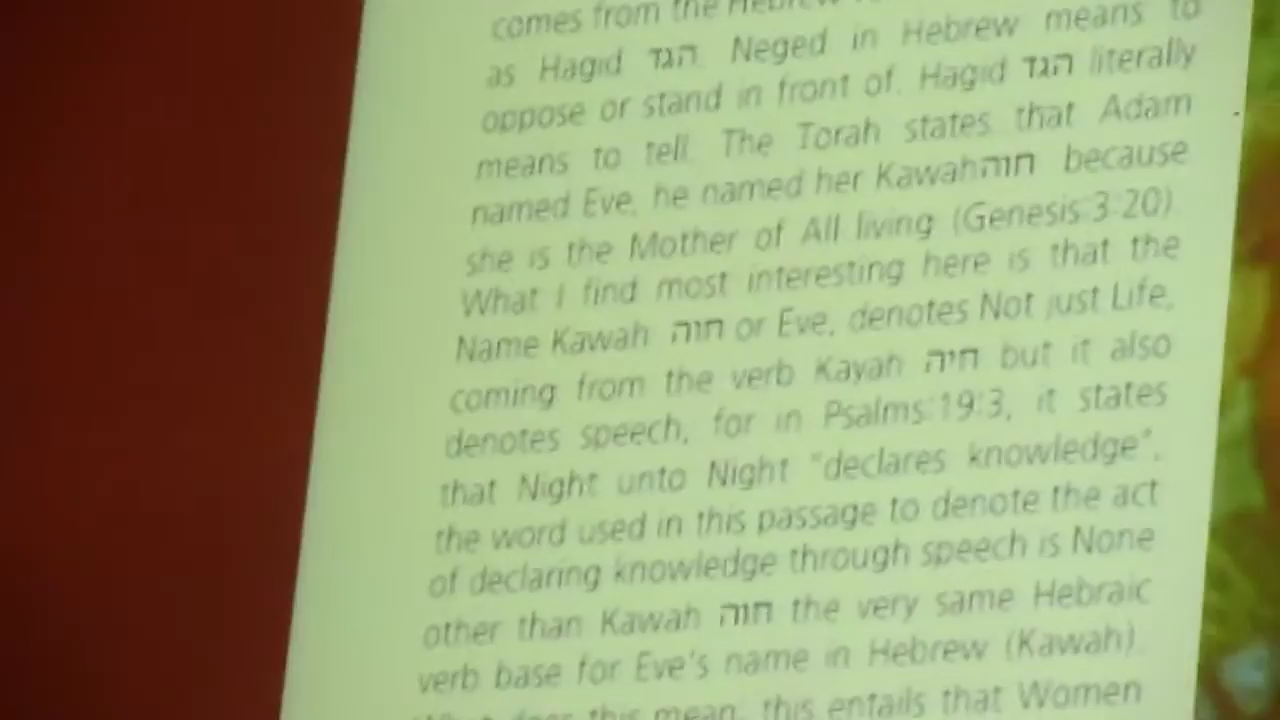 comes from the Hebrew
as Hagid הגד. Neged in Hebrew means to
oppose or stand in front of. Hagid הגד literally
means to tell. The Torah states that Adam
named Eve, he named her Kawahחוה because
she is the Mother of All living (Genesis:3:20).
What I find most interesting here is that the
Name Kawah חוה or Eve, denotes Not just Life,
coming from the verb Kayah חיה but it also
denotes speech, for in Psalms:19:3, it states
that Night unto Night "declares knowledge",
the word used in this passage to denote the act
of declaring knowledge through speech is None
other than Kawah חוה the very same Hebraic
verb base for Eve's name in Hebrew (Kawah).
What does this mean, this entails that Women